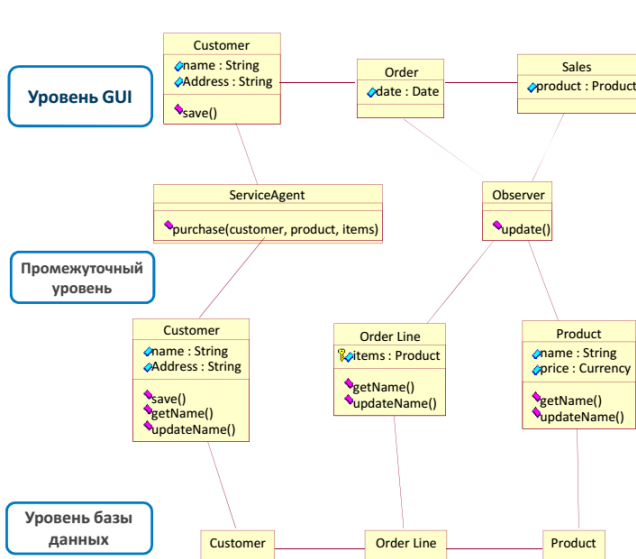 Уровень GUI
Customer
name : String
Address : String
save()
Order
date : Date
Sales
product : Product
ServiceAgent
purchase(customer, product, items)
Observer
update()
Промежуточный
уровень
Customer
name : String
Address : String
save()
getName()
updateName()
Order Line
items : Product
getName()
updateName()
Product
name : String
price : Currency
getName()
updateName()
Уровень базы
данных
Customer
Order Line
Product